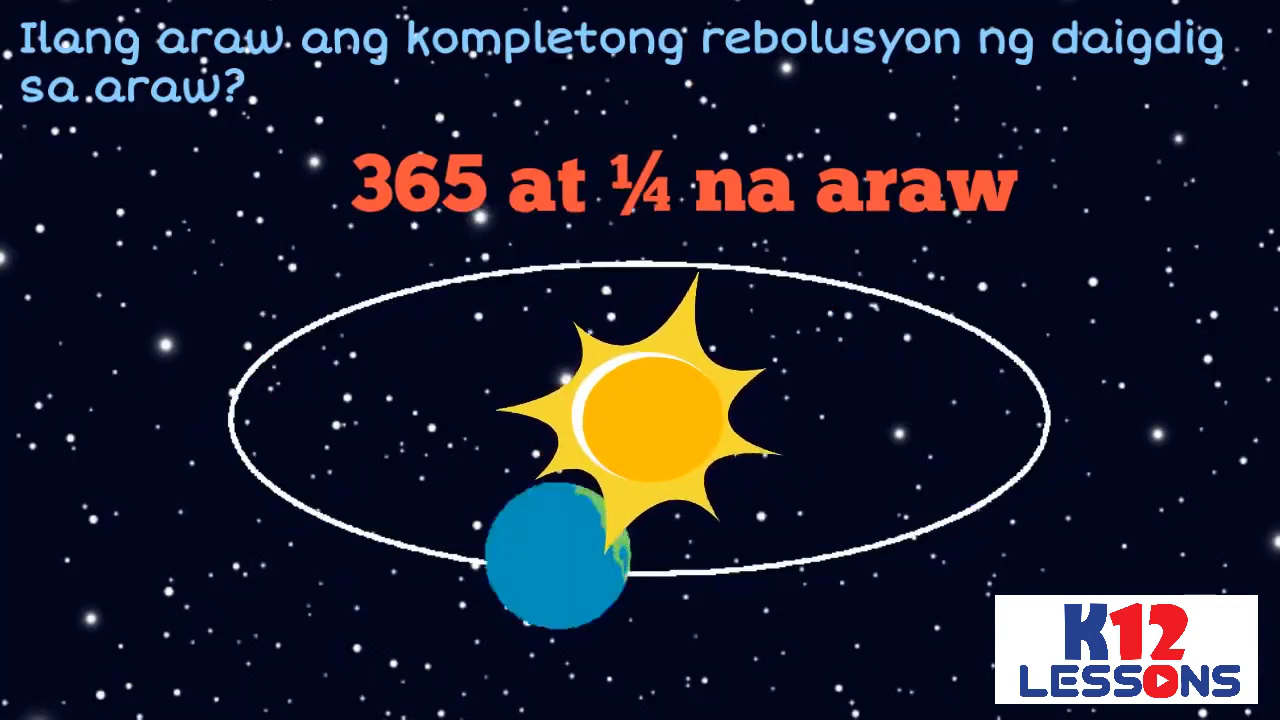 Ilang araw ang kompletong rebolusyon ng daigdig
sa araw?
365 at ¼ na araw
K12
LESSONS